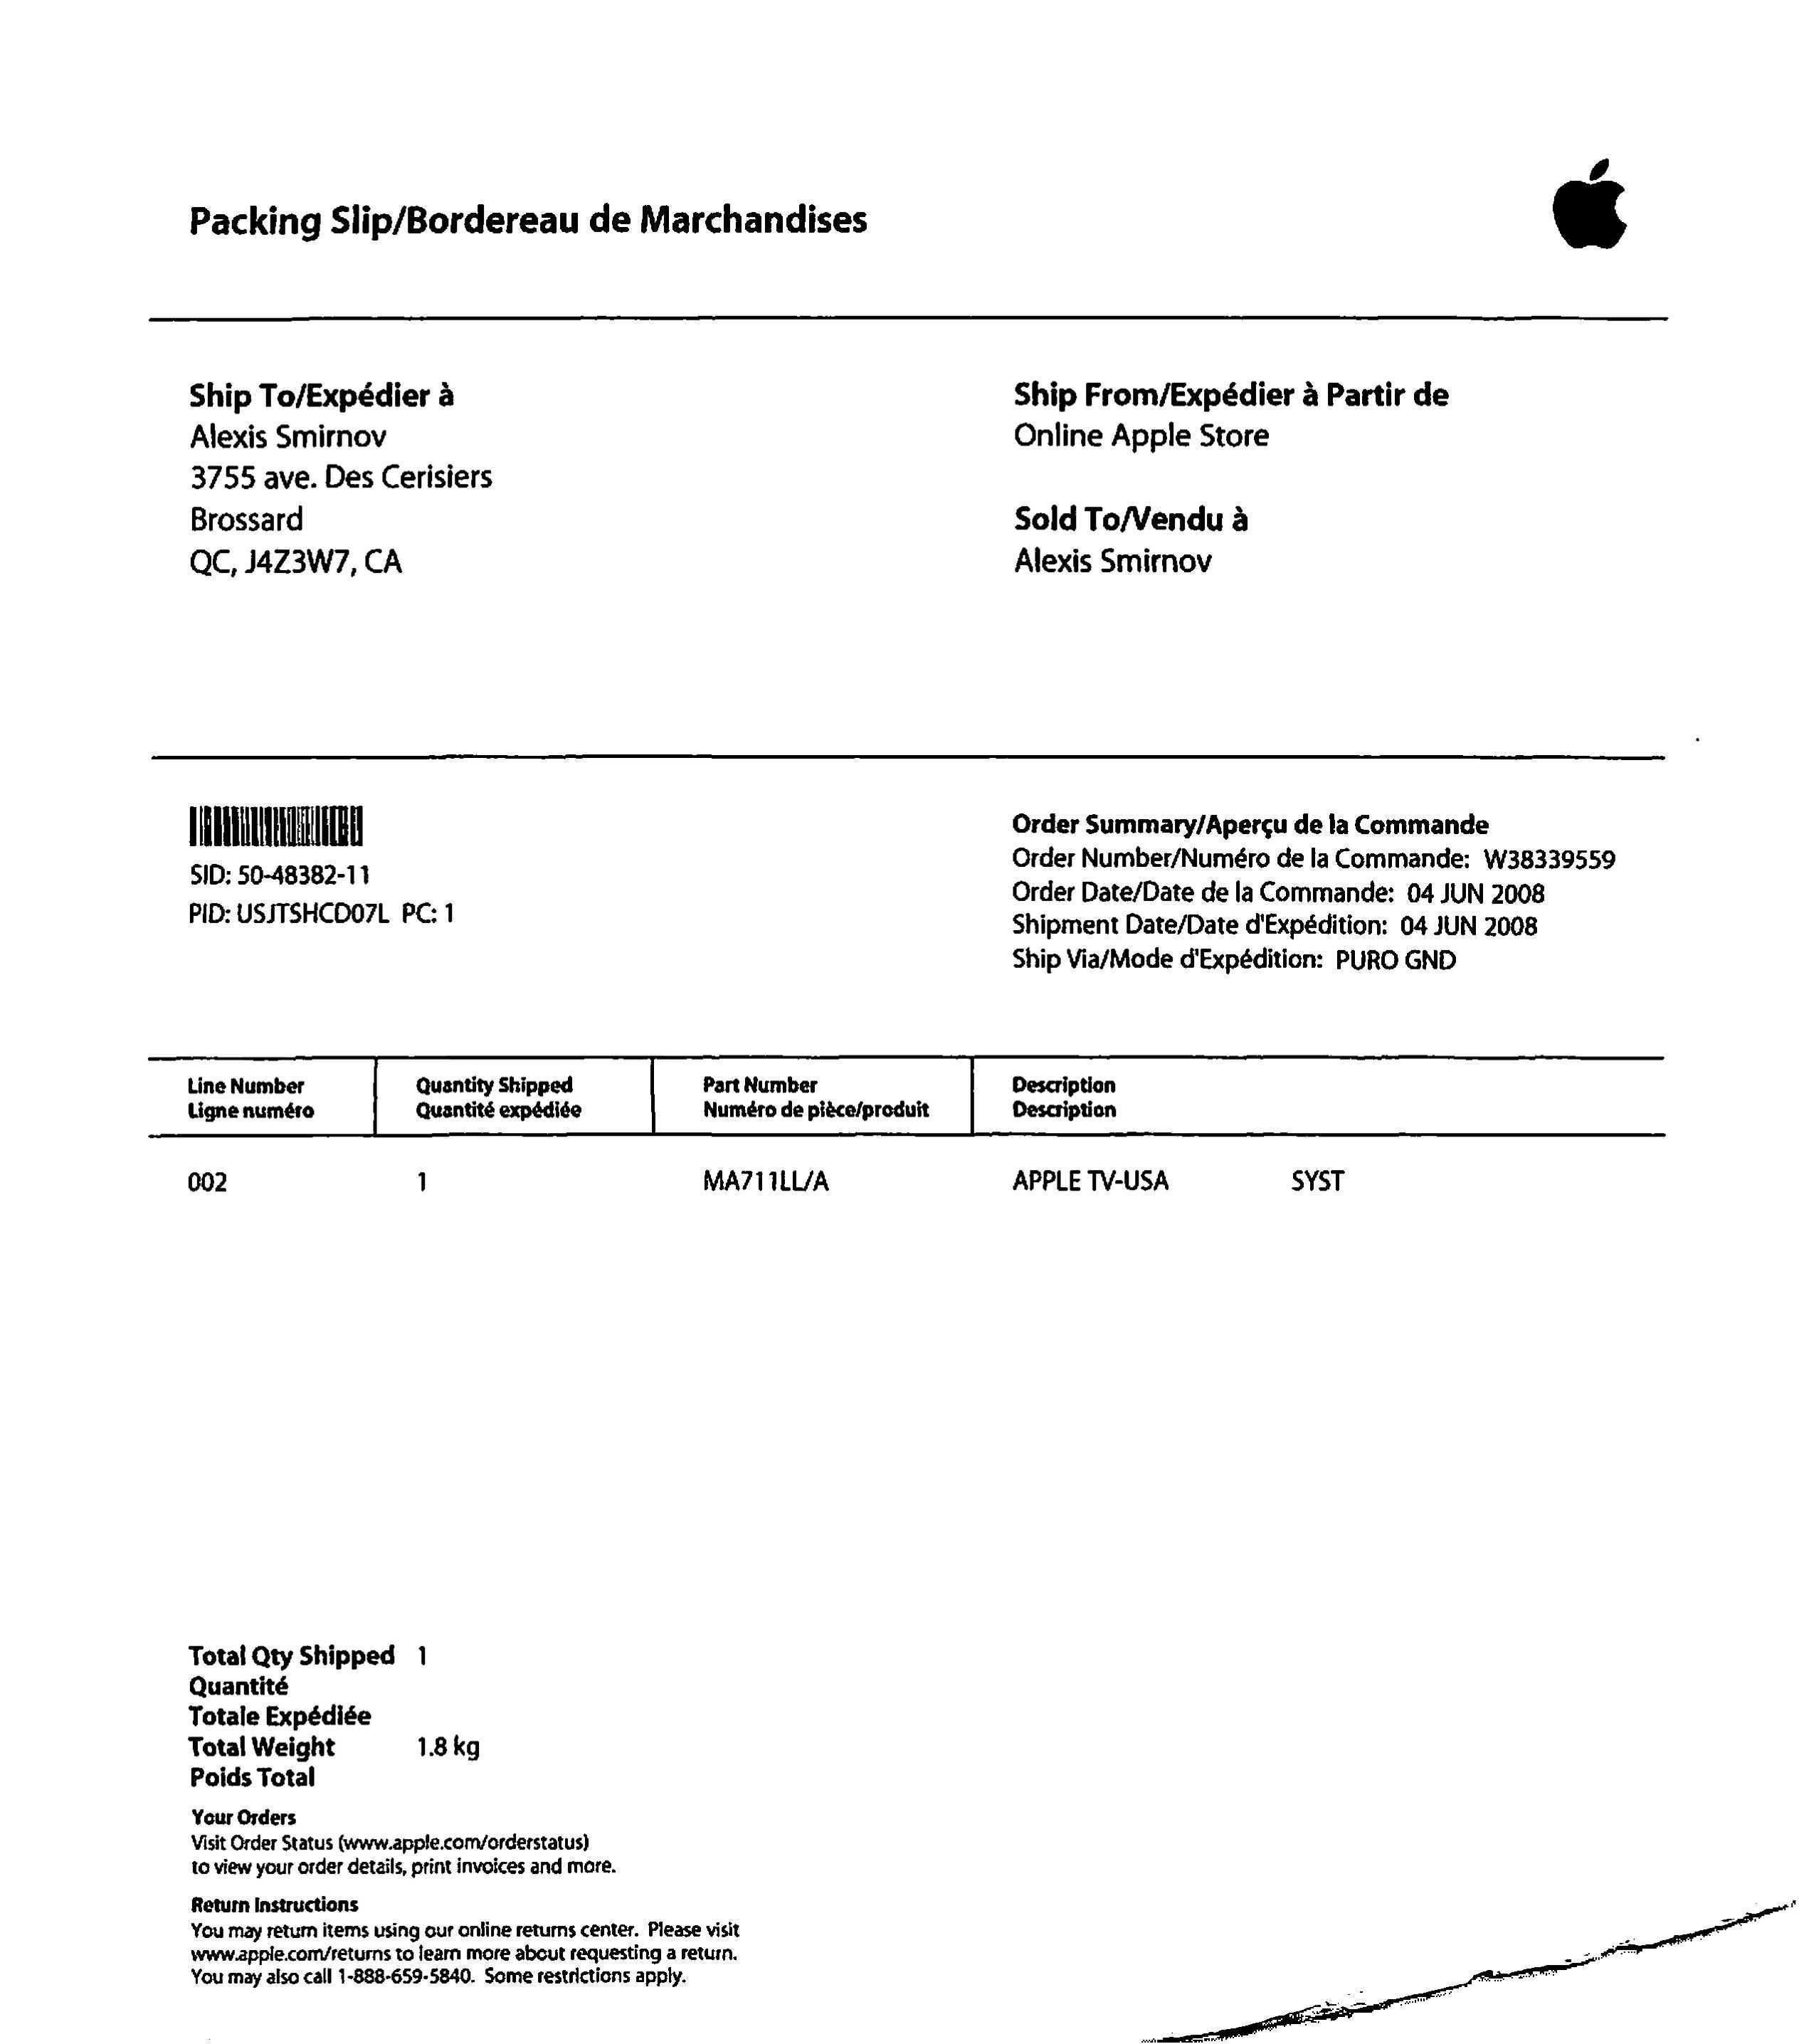 Packing Slip/Bordereau de Marchandises
Ship To/Expédier à
Alexis Smirnov
3755 ave. Des Cerisiers
Brossard
QC, J4Z3W7, CA
Ship From/Expédier à Partir de
Online Apple Store
Sold To/Vendu à
Alexis Smirnov
SID: 50-48382-11
PID: USJTSHCD07L PC: 1
Order Summary/Aperçu de la Commande
Order Number/Numéro de la Commande: W38339559
Order Date/Date de la Commande: 04 JUN 2008
Shipment Date/Date d'Expédition: 04 JUN 2008
Ship Via/Mode d'Expédition: PURO GND
Line Number Quantity Shipped Part Number Description
Ligne numéro Quantité expédiée Numéro de pièce/produit Description
002 1 MA711LL/A APPLE TV-USA SYST
Total Qty Shipped 1
Quantité
Totale Expédiée
Total Weight 1.8 kg
Poids Total
Your Orders
Visit Order Status (www.apple.com/orderstatus)
to view your order details, print invoices and more.
Return Instructions
You may return items using our online returns center. Please visit
www.apple.com/returns to learn more about requesting a return.
You may also call 1-888-659-5840. Some restrictions apply.